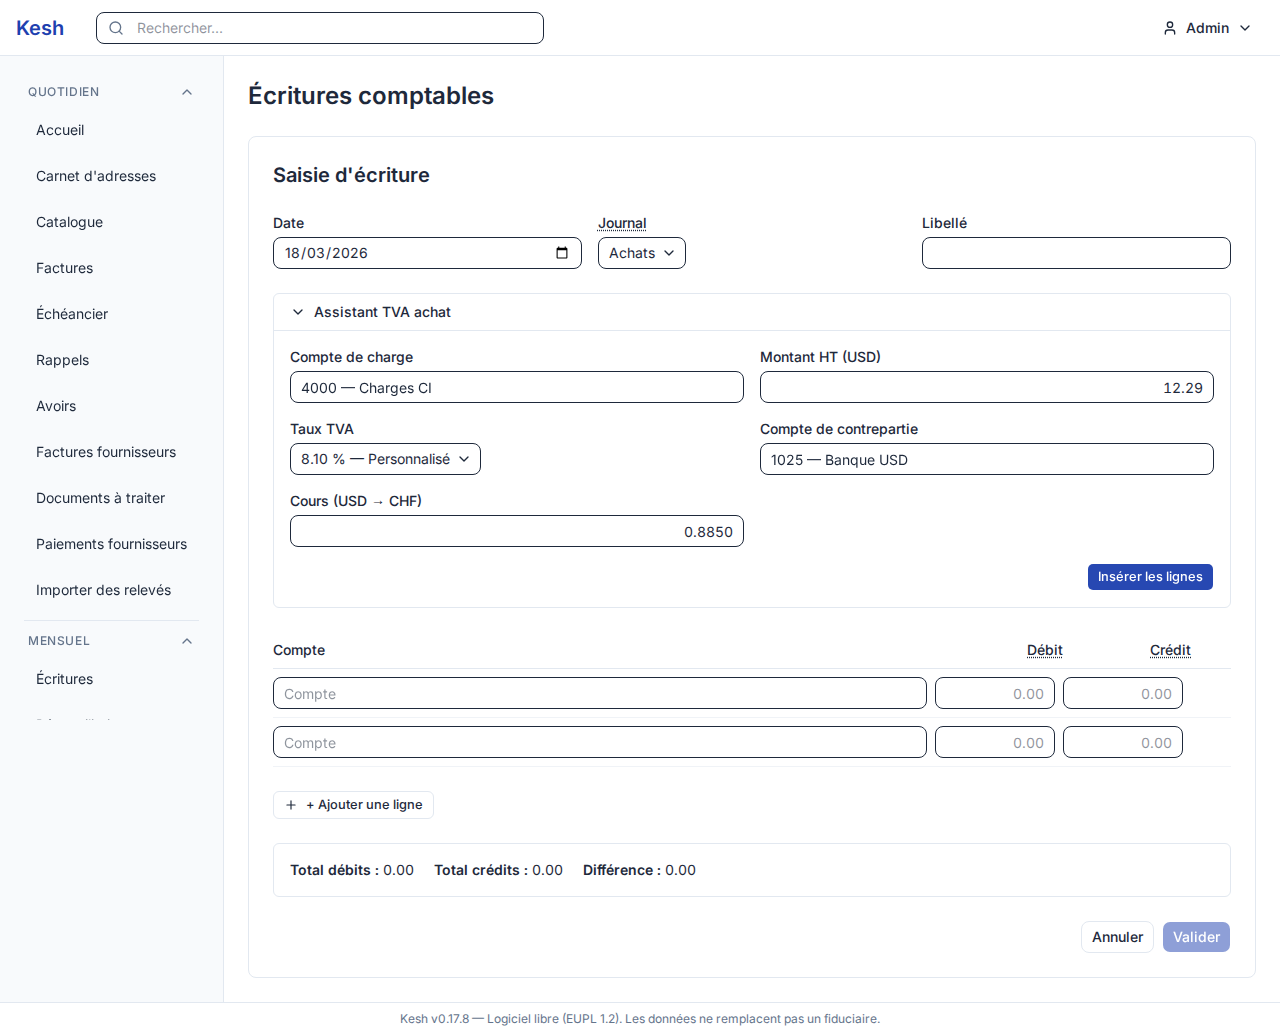 Kesh
Rechercher...
Admin
QUOTIDIEN
Accueil
Carnet d'adresses
Catalogue
Factures
Échéancier
Rappels
Avoirs
Factures fournisseurs
Documents à traiter
Paiements fournisseurs
Importer des relevés
MENSUEL
Écritures
Écritures comptables
Saisie d'écriture
Date
Journal
Libellé
18/03/2026
Achats
Assistant TVA achat
Compte de charge
Montant HT (USD)
4000 — Charges CI
12.29
Taux TVA
Compte de contrepartie
8.10 % — Personnalisé
1025 — Banque USD
Cours (USD → CHF)
0.8850
Insérer les lignes
Compte
Débit
Crédit
Compte
0.00
0.00
Compte
0.00
0.00
+ Ajouter une ligne
Total débits : 0.00
Total crédits : 0.00
Différence : 0.00
Annuler
Valider
Kesh v0.17.8 — Logiciel libre (EUPL 1.2). Les données ne remplacent pas un fiduciaire.